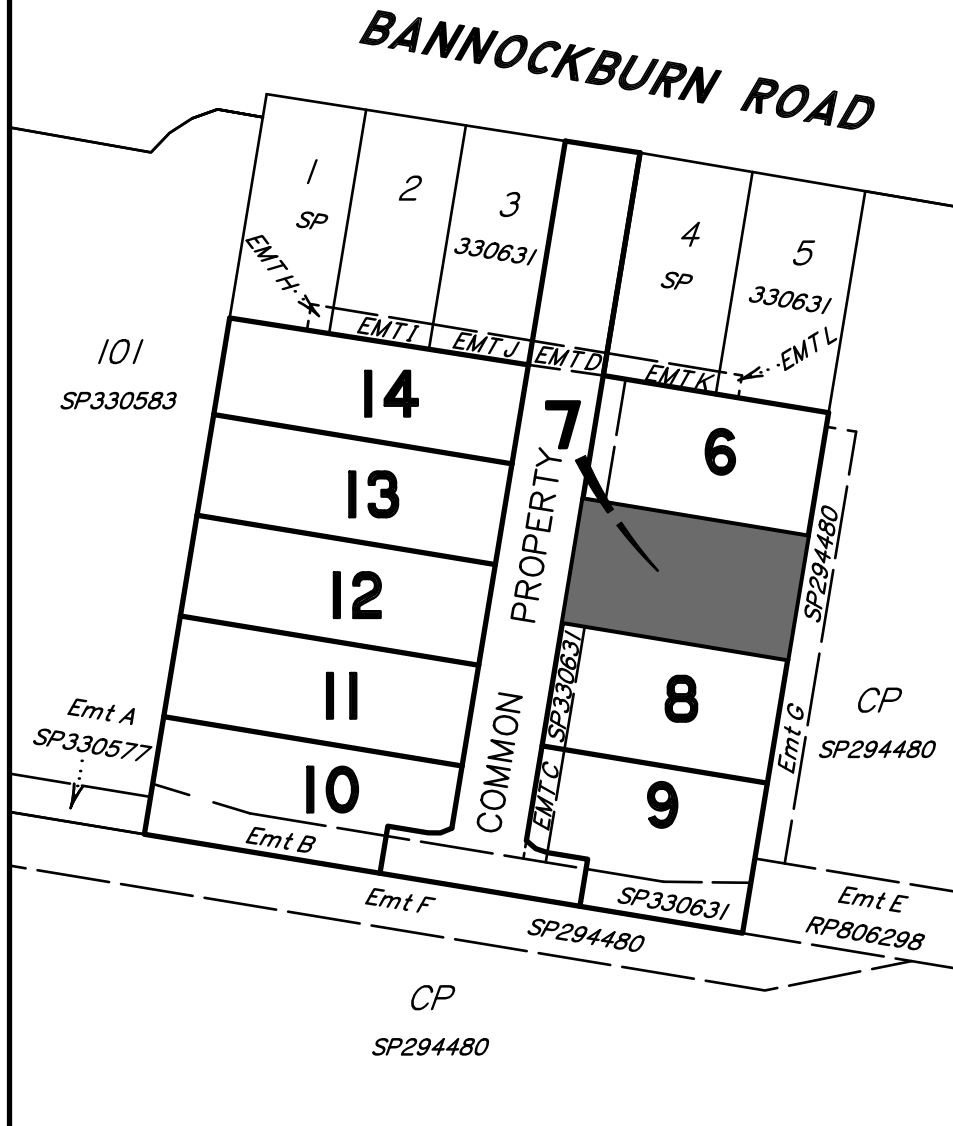 BANNOCKBURN ROAD
1
SP
2
3
330631
4
SP
5
330631
EMT H
EMT I
EMT J
EMT D
EMT K
EMT L
101
SP330583
14
7
6
13
12
11
10
COMMON PROPERTY
SP294480
SP330631
8
Emt G
CP
SP294480
Emt A
SP330577
EMT C
9
Emt B
SP330631
Emt E
RP806298
Emt F
SP294480
CP
SP294480